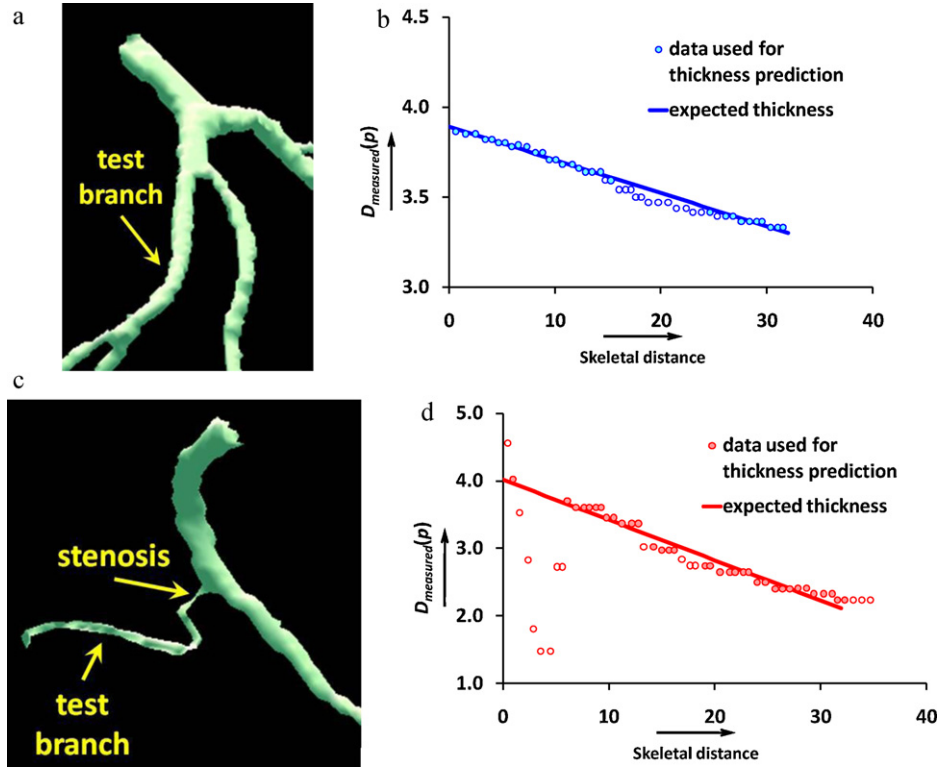 a
test
branch
b
4.5
4.0
3.5
3.0
D measured(p)
data used for
thickness prediction
expected thickness
0
10
20
30
40
Skeletal distance
c
stenosis
test
branch
d
5.0
4.0
3.0
2.0
1.0
D measured(p)
data used for
thickness prediction
expected thickness
0
10
20
30
40
Skeletal distance